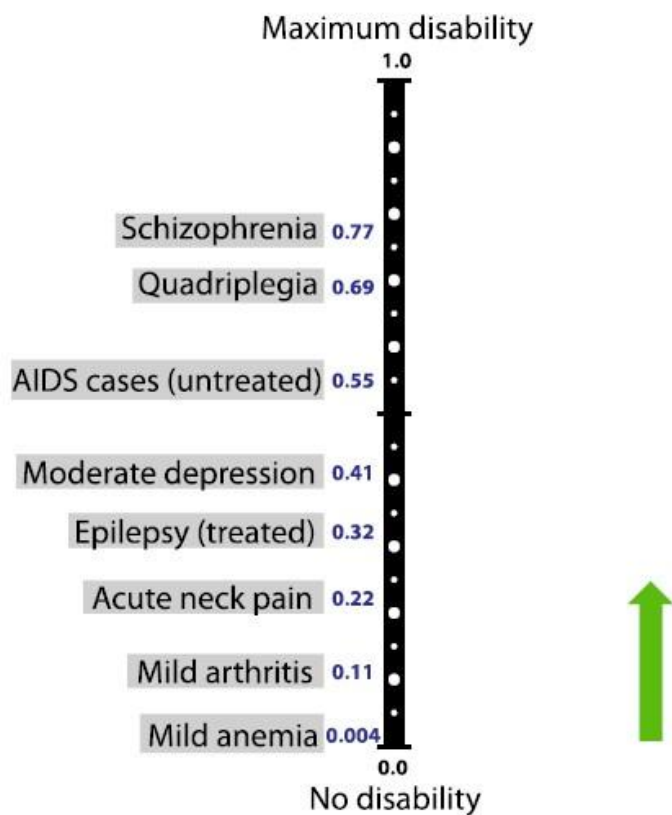 Maximum disability
1.0
Schizophrenia 0.77
Quadriplegia 0.69
AIDS cases (untreated) 0.55
Moderate depression 0.41
Epilepsy (treated) 0.32
Acute neck pain 0.22
Mild arthritis 0.11
Mild anemia 0.004
0.0
No disability